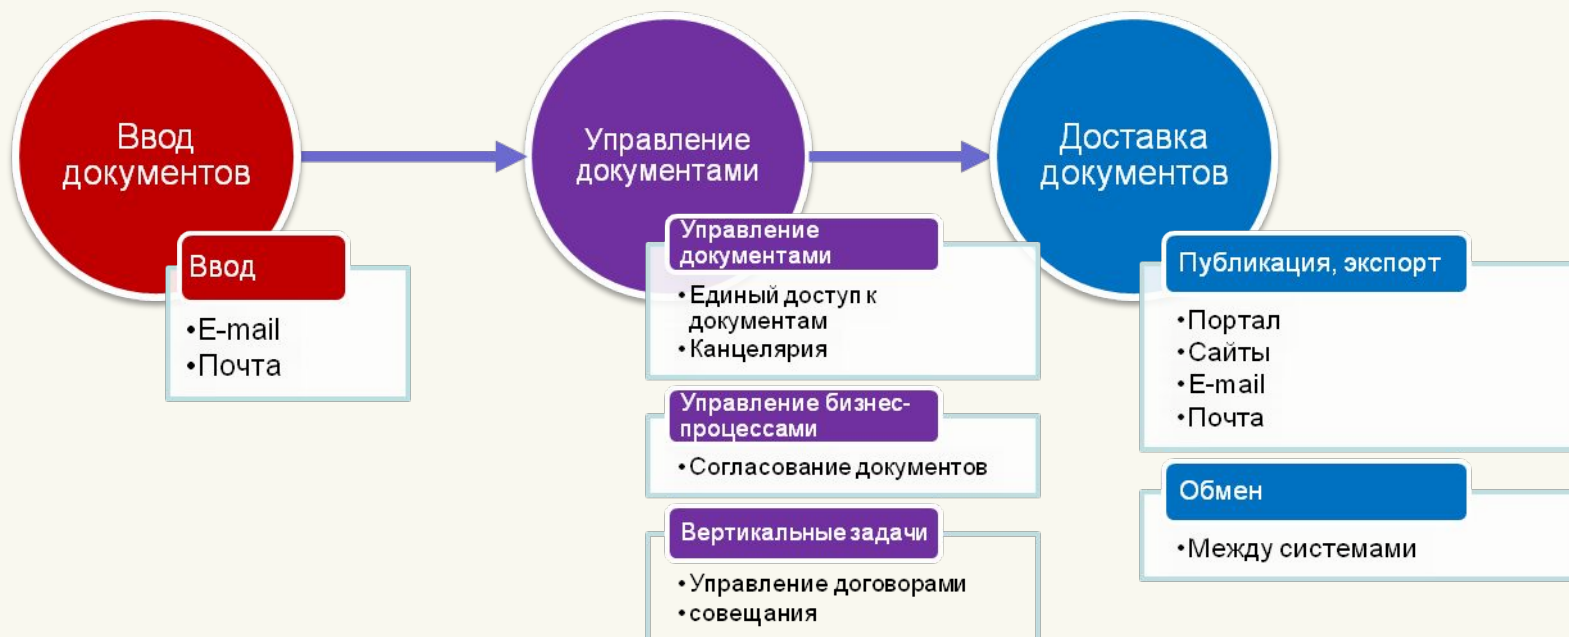 Ввод
документов
Ввод
•E-mail
•Почта
Управление
документами
Управление
документами
•Единый доступ к
документам
•Канцелярия
Управление бизнес-
процессами
•Согласование документов
Вертикальные задачи
•Управление договорами
•совещания
Доставка
документов
Публикация, экспорт
•Портал
•Сайты
•E-mail
•Почта
Обмен
•Между системами